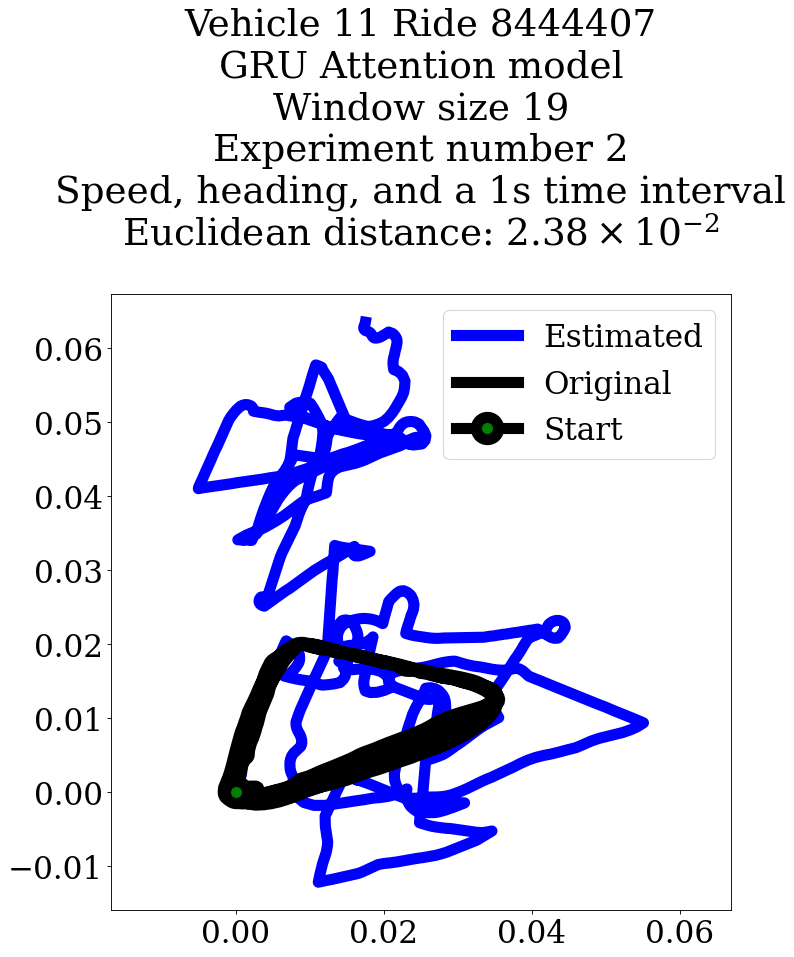 Vehicle 11 Ride 8444407
GRU Attention model
Window size 19
Experiment number 2
Speed, heading, and a 1s time interval
Euclidean distance: 2.38 × 10⁻²
Estimated
Original
Start
0.06
0.05
0.04
0.03
0.02
0.01
0.00
−0.01
0.00 0.02 0.04 0.06